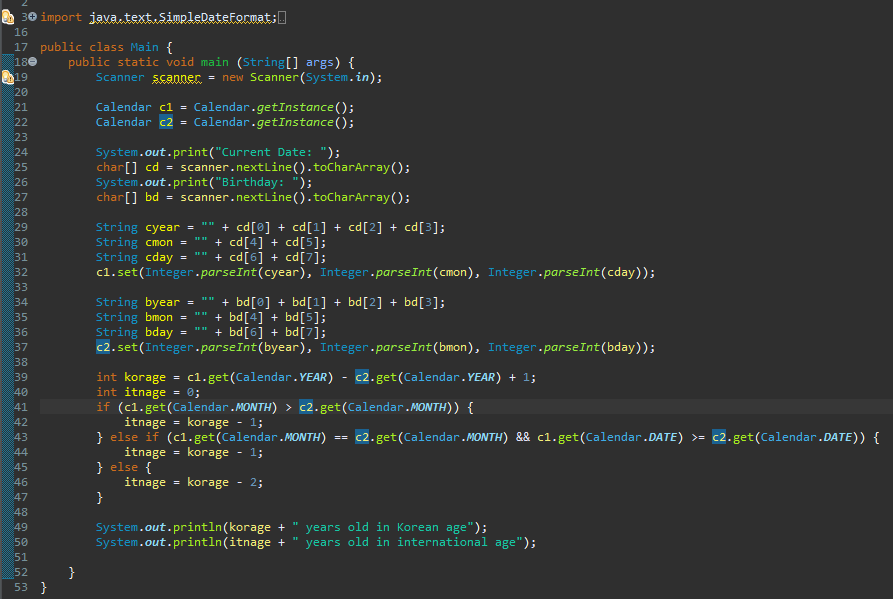 2
3 import java.text.SimpleDateFormat;
16
17 public class Main {
18     public static void main (String[] args) {
19         Scanner scanner = new Scanner(System.in);
20
21         Calendar c1 = Calendar.getInstance();
22         Calendar c2 = Calendar.getInstance();
23
24         System.out.print("Current Date: ");
25         char[] cd = scanner.nextLine().toCharArray();
26         System.out.print("Birthday: ");
27         char[] bd = scanner.nextLine().toCharArray();
28
29         String cyear = "" + cd[0] + cd[1] + cd[2] + cd[3];
30         String cmon = "" + cd[4] + cd[5];
31         String cday = "" + cd[6] + cd[7];
32         c1.set(Integer.parseInt(cyear), Integer.parseInt(cmon), Integer.parseInt(cday));
33
34         String byear = "" + bd[0] + bd[1] + bd[2] + bd[3];
35         String bmon = "" + bd[4] + bd[5];
36         String bday = "" + bd[6] + bd[7];
37         c2.set(Integer.parseInt(byear), Integer.parseInt(bmon), Integer.parseInt(bday));
38
39         int korage = c1.get(Calendar.YEAR) - c2.get(Calendar.YEAR) + 1;
40         int itnage = 0;
41         if (c1.get(Calendar.MONTH) > c2.get(Calendar.MONTH)) {
42             itnage = korage - 1;
43         } else if (c1.get(Calendar.MONTH) == c2.get(Calendar.MONTH) && c1.get(Calendar.DATE) >= c2.get(Calendar.DATE)) {
44             itnage = korage - 1;
45         } else {
46             itnage = korage - 2;
47         }
48
49         System.out.println(korage + " years old in Korean age");
50         System.out.println(itnage + " years old in international age");
51
52     }
53 }